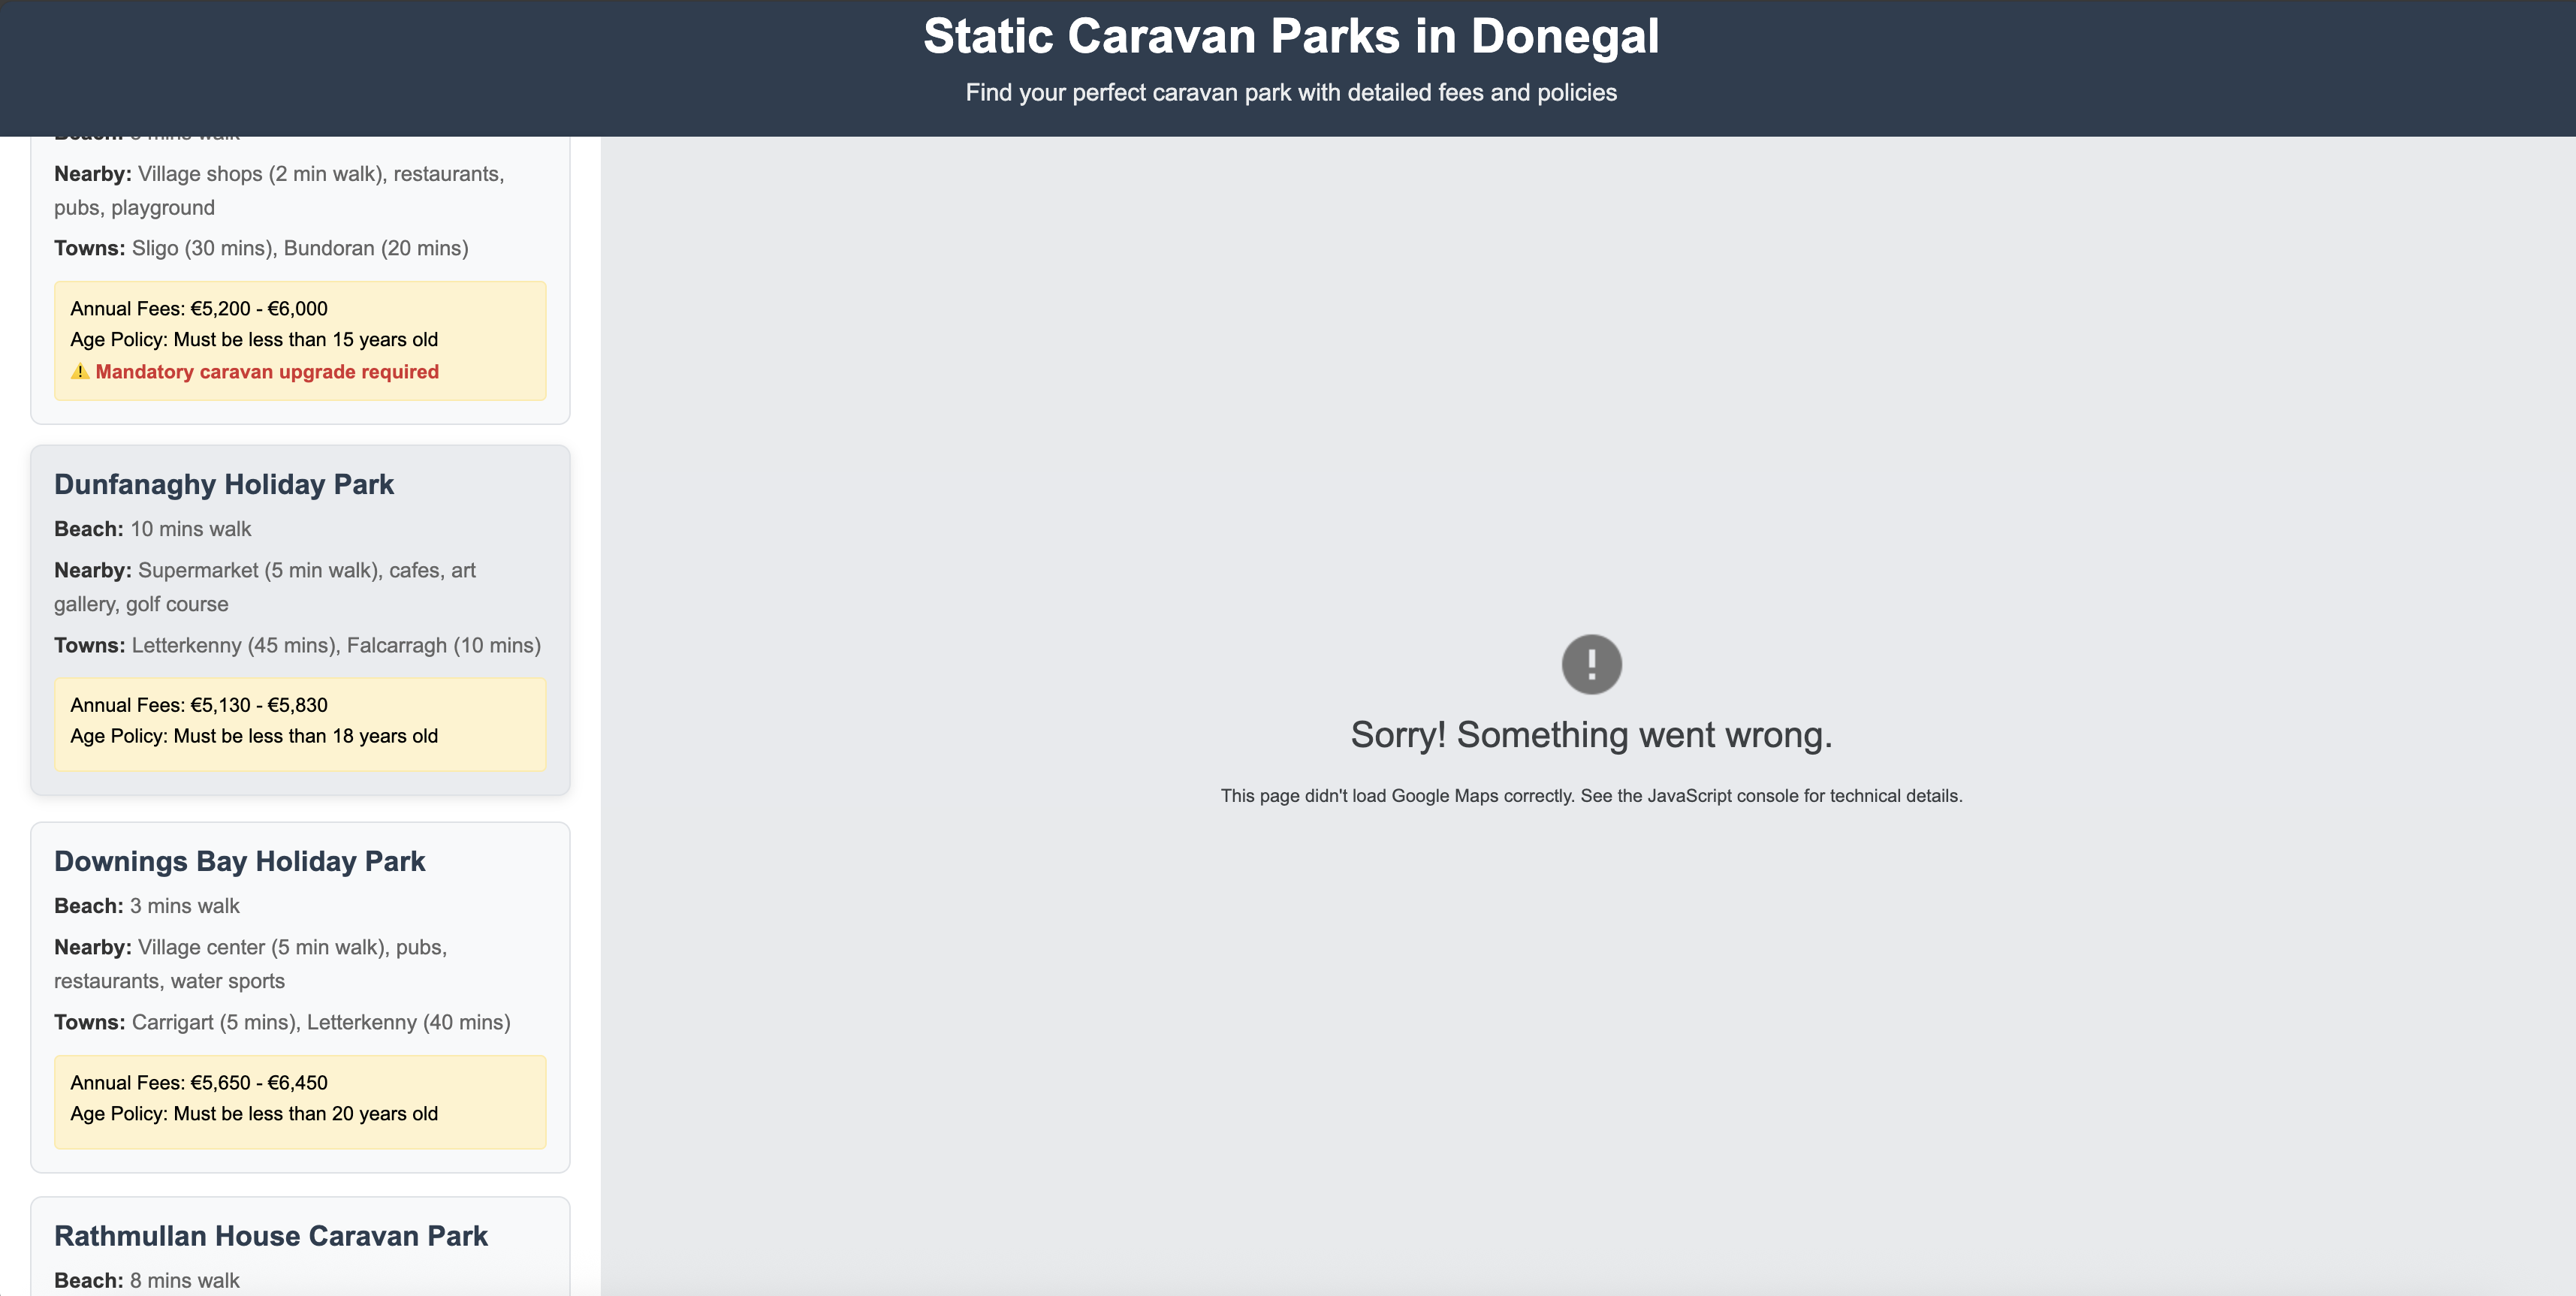 Static Caravan Parks in Donegal
Find your perfect caravan park with detailed fees and policies
Nearby: Village shops (2 min walk), restaurants,
pubs, playground
Towns: Sligo (30 mins), Bundoran (20 mins)
Annual Fees: €5,200 - €6,000
Age Policy: Must be less than 15 years old
⚠️ Mandatory caravan upgrade required
Dunfanaghy Holiday Park
Beach: 10 mins walk
Nearby: Supermarket (5 min walk), cafes, art
gallery, golf course
Towns: Letterkenny (45 mins), Falcarragh (10 mins)
Annual Fees: €5,130 - €5,830
Age Policy: Must be less than 18 years old
Downings Bay Holiday Park
Beach: 3 mins walk
Nearby: Village center (5 min walk), pubs,
restaurants, water sports
Towns: Carrigart (5 mins), Letterkenny (40 mins)
Annual Fees: €5,650 - €6,450
Age Policy: Must be less than 20 years old
Rathmullan House Caravan Park
Beach: 8 mins walk
Sorry! Something went wrong.
This page didn't load Google Maps correctly. See the JavaScript console for technical details.